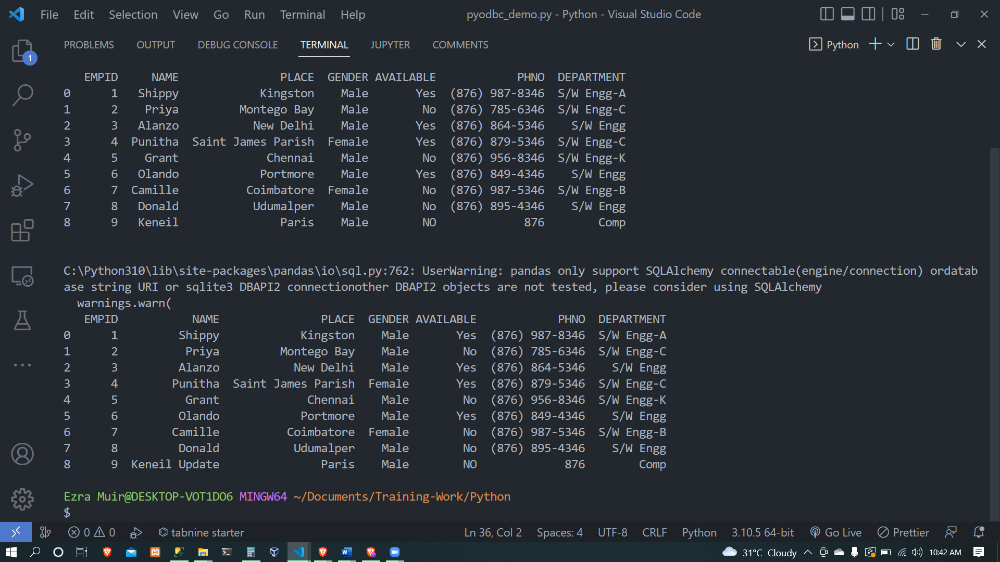 File Edit Selection View Go Run Terminal Help pyodbc_demo.py - Python - Visual Studio Code
PROBLEMS OUTPUT DEBUG CONSOLE TERMINAL JUPYTER COMMENTS Python
1
EMPID NAME PLACE GENDER AVAILABLE PHNO DEPARTMENT
0 1 Shippy Kingston Male Yes (876) 987-8346 S/W Engg-A
1 2 Priya Montego Bay Male No (876) 785-6346 S/W Engg-C
2 3 Alanzo New Delhi Male Yes (876) 864-5346 S/W Engg
3 4 Punitha Saint James Parish Female Yes (876) 879-5346 S/W Engg-C
4 5 Grant Chennai Male No (876) 956-8346 S/W Engg-K
5 6 Olando Portmore Male Yes (876) 849-4346 S/W Engg
6 7 Camille Coimbatore Female No (876) 987-5346 S/W Engg-B
7 8 Donald Udumalper Male No (876) 895-4346 S/W Engg
8 9 Keneil Paris Male NO 876 Comp
C:\Python310\lib\site-packages\pandas\io\sql.py:762: UserWarning: pandas only support SQLAlchemy connectable(engine/connection) ordatab
ase string URI or sqlite3 DBAPI2 connectionother DBAPI2 objects are not tested, please consider using SQLAlchemy
warnings.warn(
EMPID NAME PLACE GENDER AVAILABLE PHNO DEPARTMENT
0 1 Shippy Kingston Male Yes (876) 987-8346 S/W Engg-A
1 2 Priya Montego Bay Male No (876) 785-6346 S/W Engg-C
2 3 Alanzo New Delhi Male Yes (876) 864-5346 S/W Engg
3 4 Punitha Saint James Parish Female Yes (876) 879-5346 S/W Engg-C
4 5 Grant Chennai Male No (876) 956-8346 S/W Engg-K
5 6 Olando Portmore Male Yes (876) 849-4346 S/W Engg
6 7 Camille Coimbatore Female No (876) 987-5346 S/W Engg-B
7 8 Donald Udumalper Male No (876) 895-4346 S/W Engg
8 9 Keneil Update Paris Male NO 876 Comp
Ezra Muir@DESKTOP-VOT1DO6 MINGW64 ~/Documents/Training-Work/Python
$
0 0 tabnine starter Ln 36, Col 2 Spaces: 4 UTF-8 CRLF Python 3.10.5 64-bit Go Live Prettier
31°C Cloudy 10:42 AM